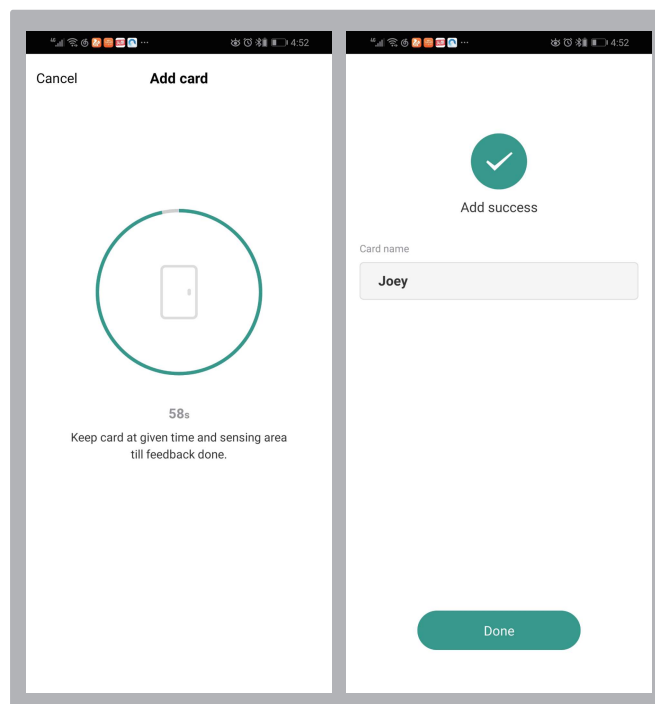 4:52
Cancel
Add card
58s
Keep card at given time and sensing area
till feedback done.
4:52
Add success
Card name
Joey
Done